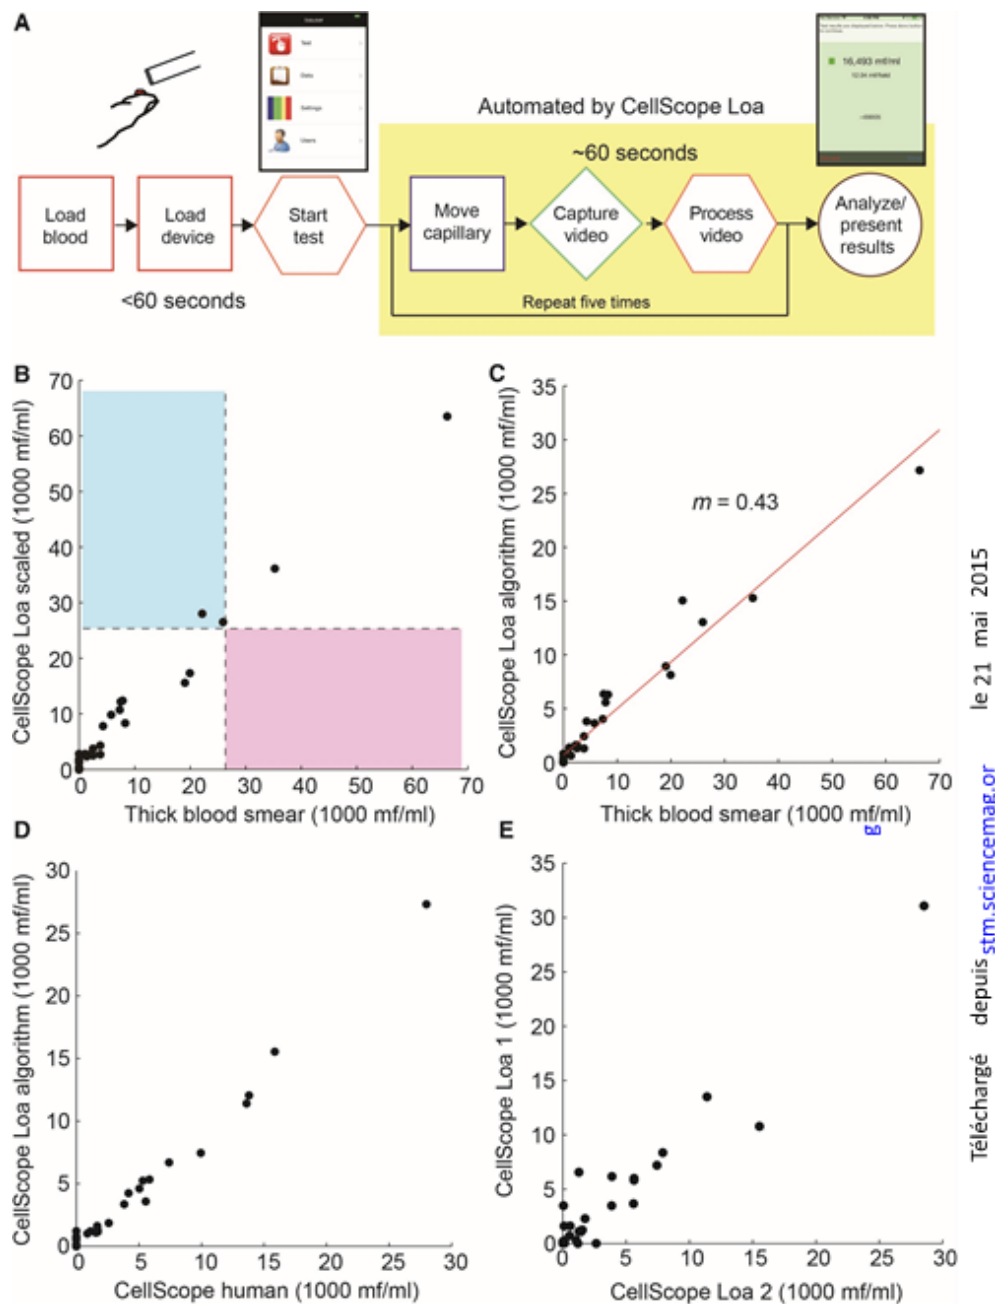 A
Test
Data
Settings
Users
16,493 mf/ml
Automated by CellScope Loa
~60 seconds
Load
blood
Load
device
Start
test
Move
capillary
Capture
video
Process
video
Analyze/
present
results
<60 seconds
Repeat five times
B
CellScope Loa scaled (1000 mf/ml)
70
60
50
40
30
20
10
0
0 10 20 30 40 50 60 70
Thick blood smear (1000 mf/ml)
C
CellScope Loa algorithm (1000 mf/ml)
35
30
25
20
15
10
5
0
m = 0.43
0 10 20 30 40 50 60 70
Thick blood smear (1000 mf/ml)
D
CellScope Loa algorithm (1000 mf/ml)
30
25
20
15
10
5
0
0 5 10 15 20 25 30
CellScope human (1000 mf/ml)
E
CellScope Loa 1 (1000 mf/ml)
35
30
25
20
15
10
5
0
0 5 10 15 20 25 30
CellScope Loa 2 (1000 mf/ml)
Téléchargé depuis stm.sciencemag.or
g
le 21 mai 2015